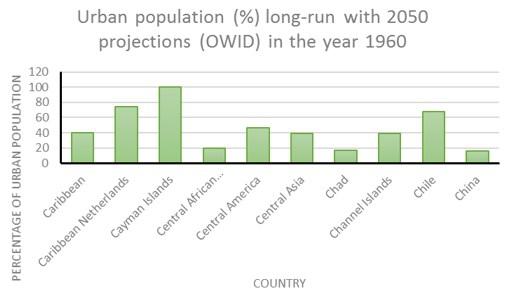 Urban population (%) long-run with 2050
projections (OWID) in the year 1960
PERCENTAGE OF URBAN POPULATION
120
100
80
60
40
20
0
Caribbean
Caribbean Netherlands
Cayman Islands
Central African...
Central America
Central Asia
Chad
Channel Islands
Chile
China
COUNTRY